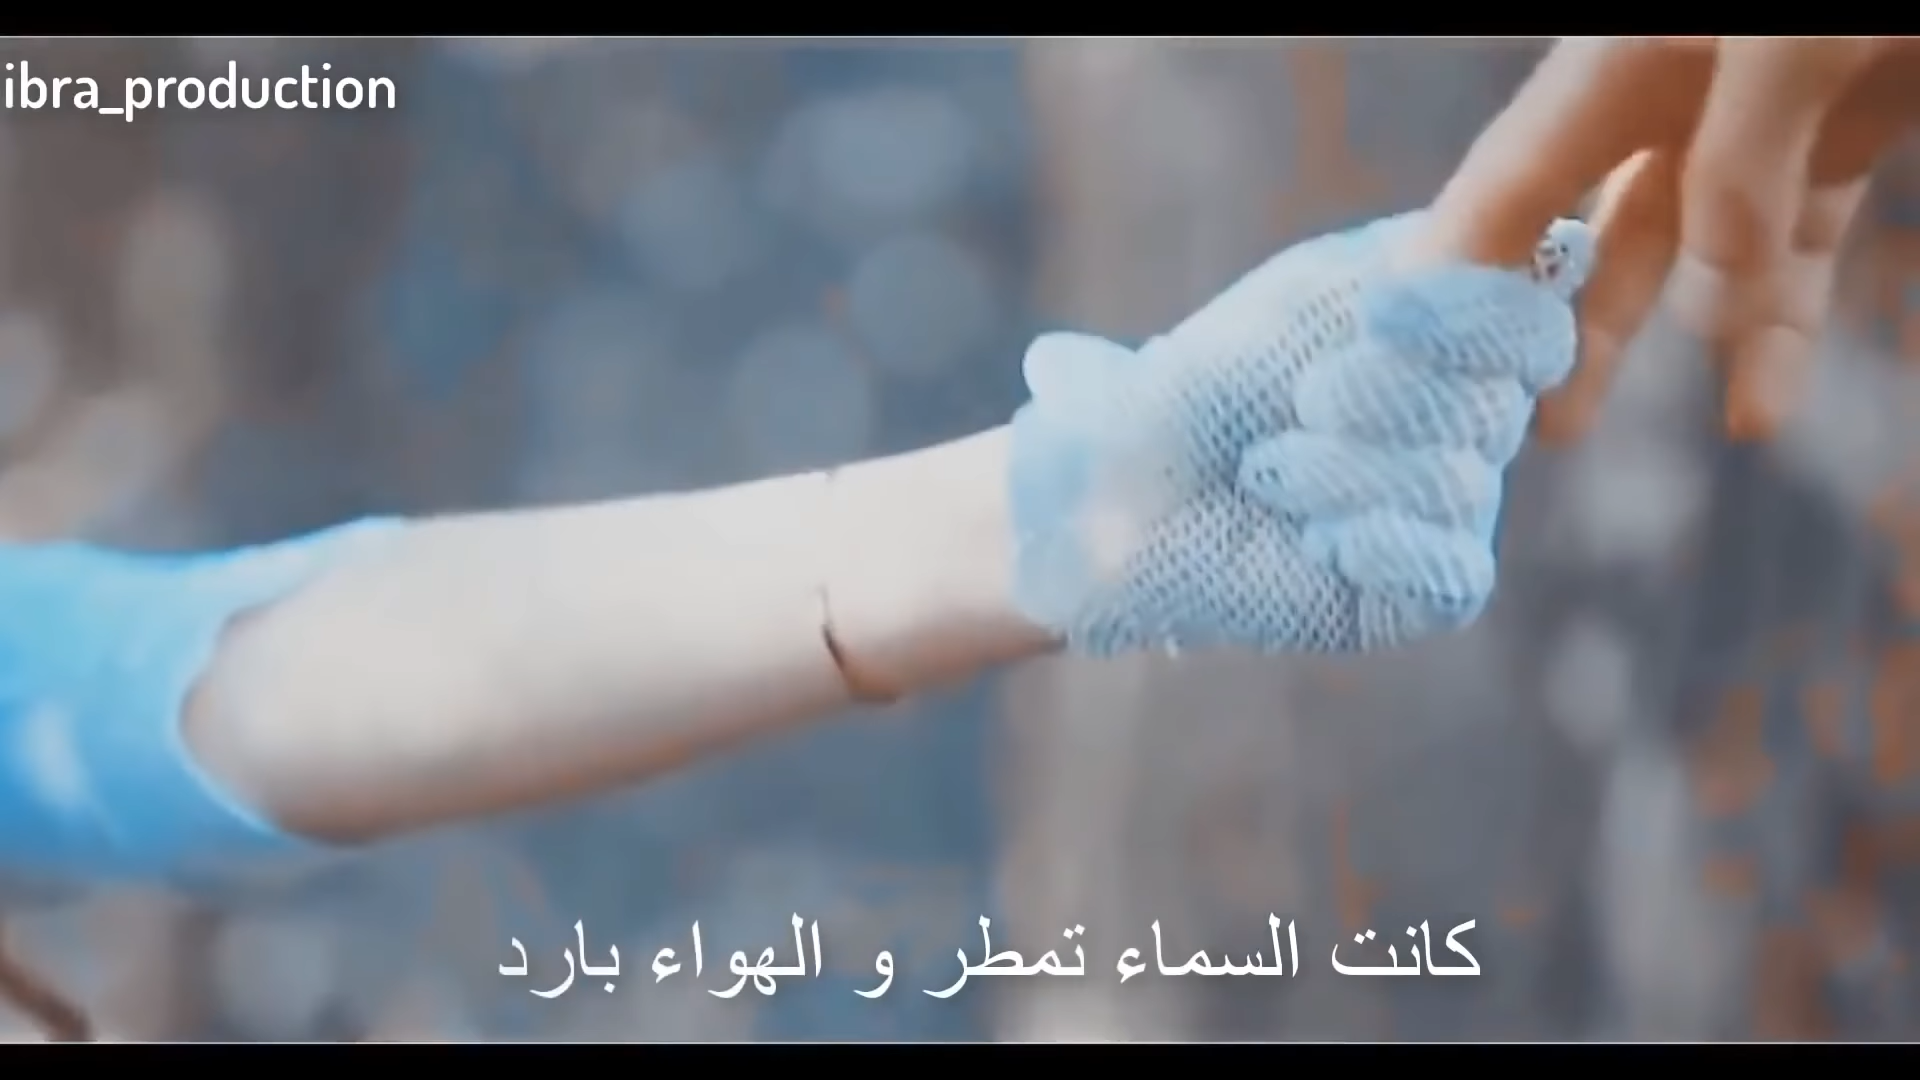 ibra_production
كانت السماء تمطر و الهواء بارد